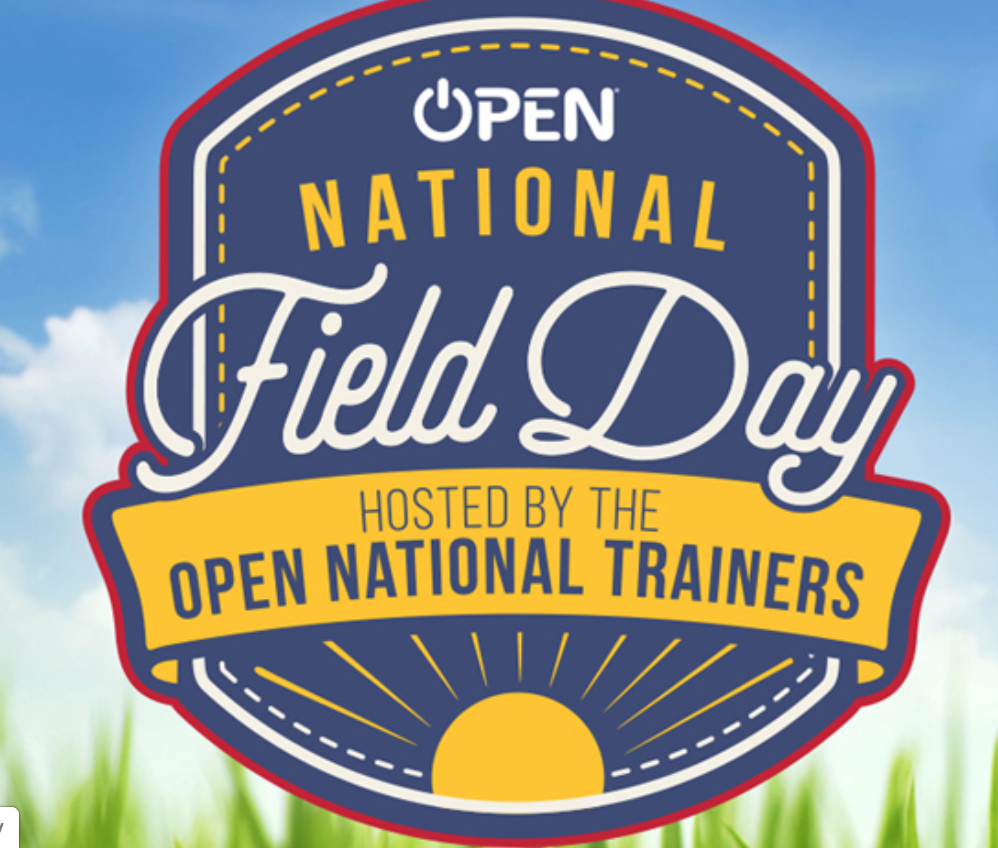 OPEN
NATIONAL
Field Day
HOSTED BY THE
OPEN NATIONAL TRAINERS